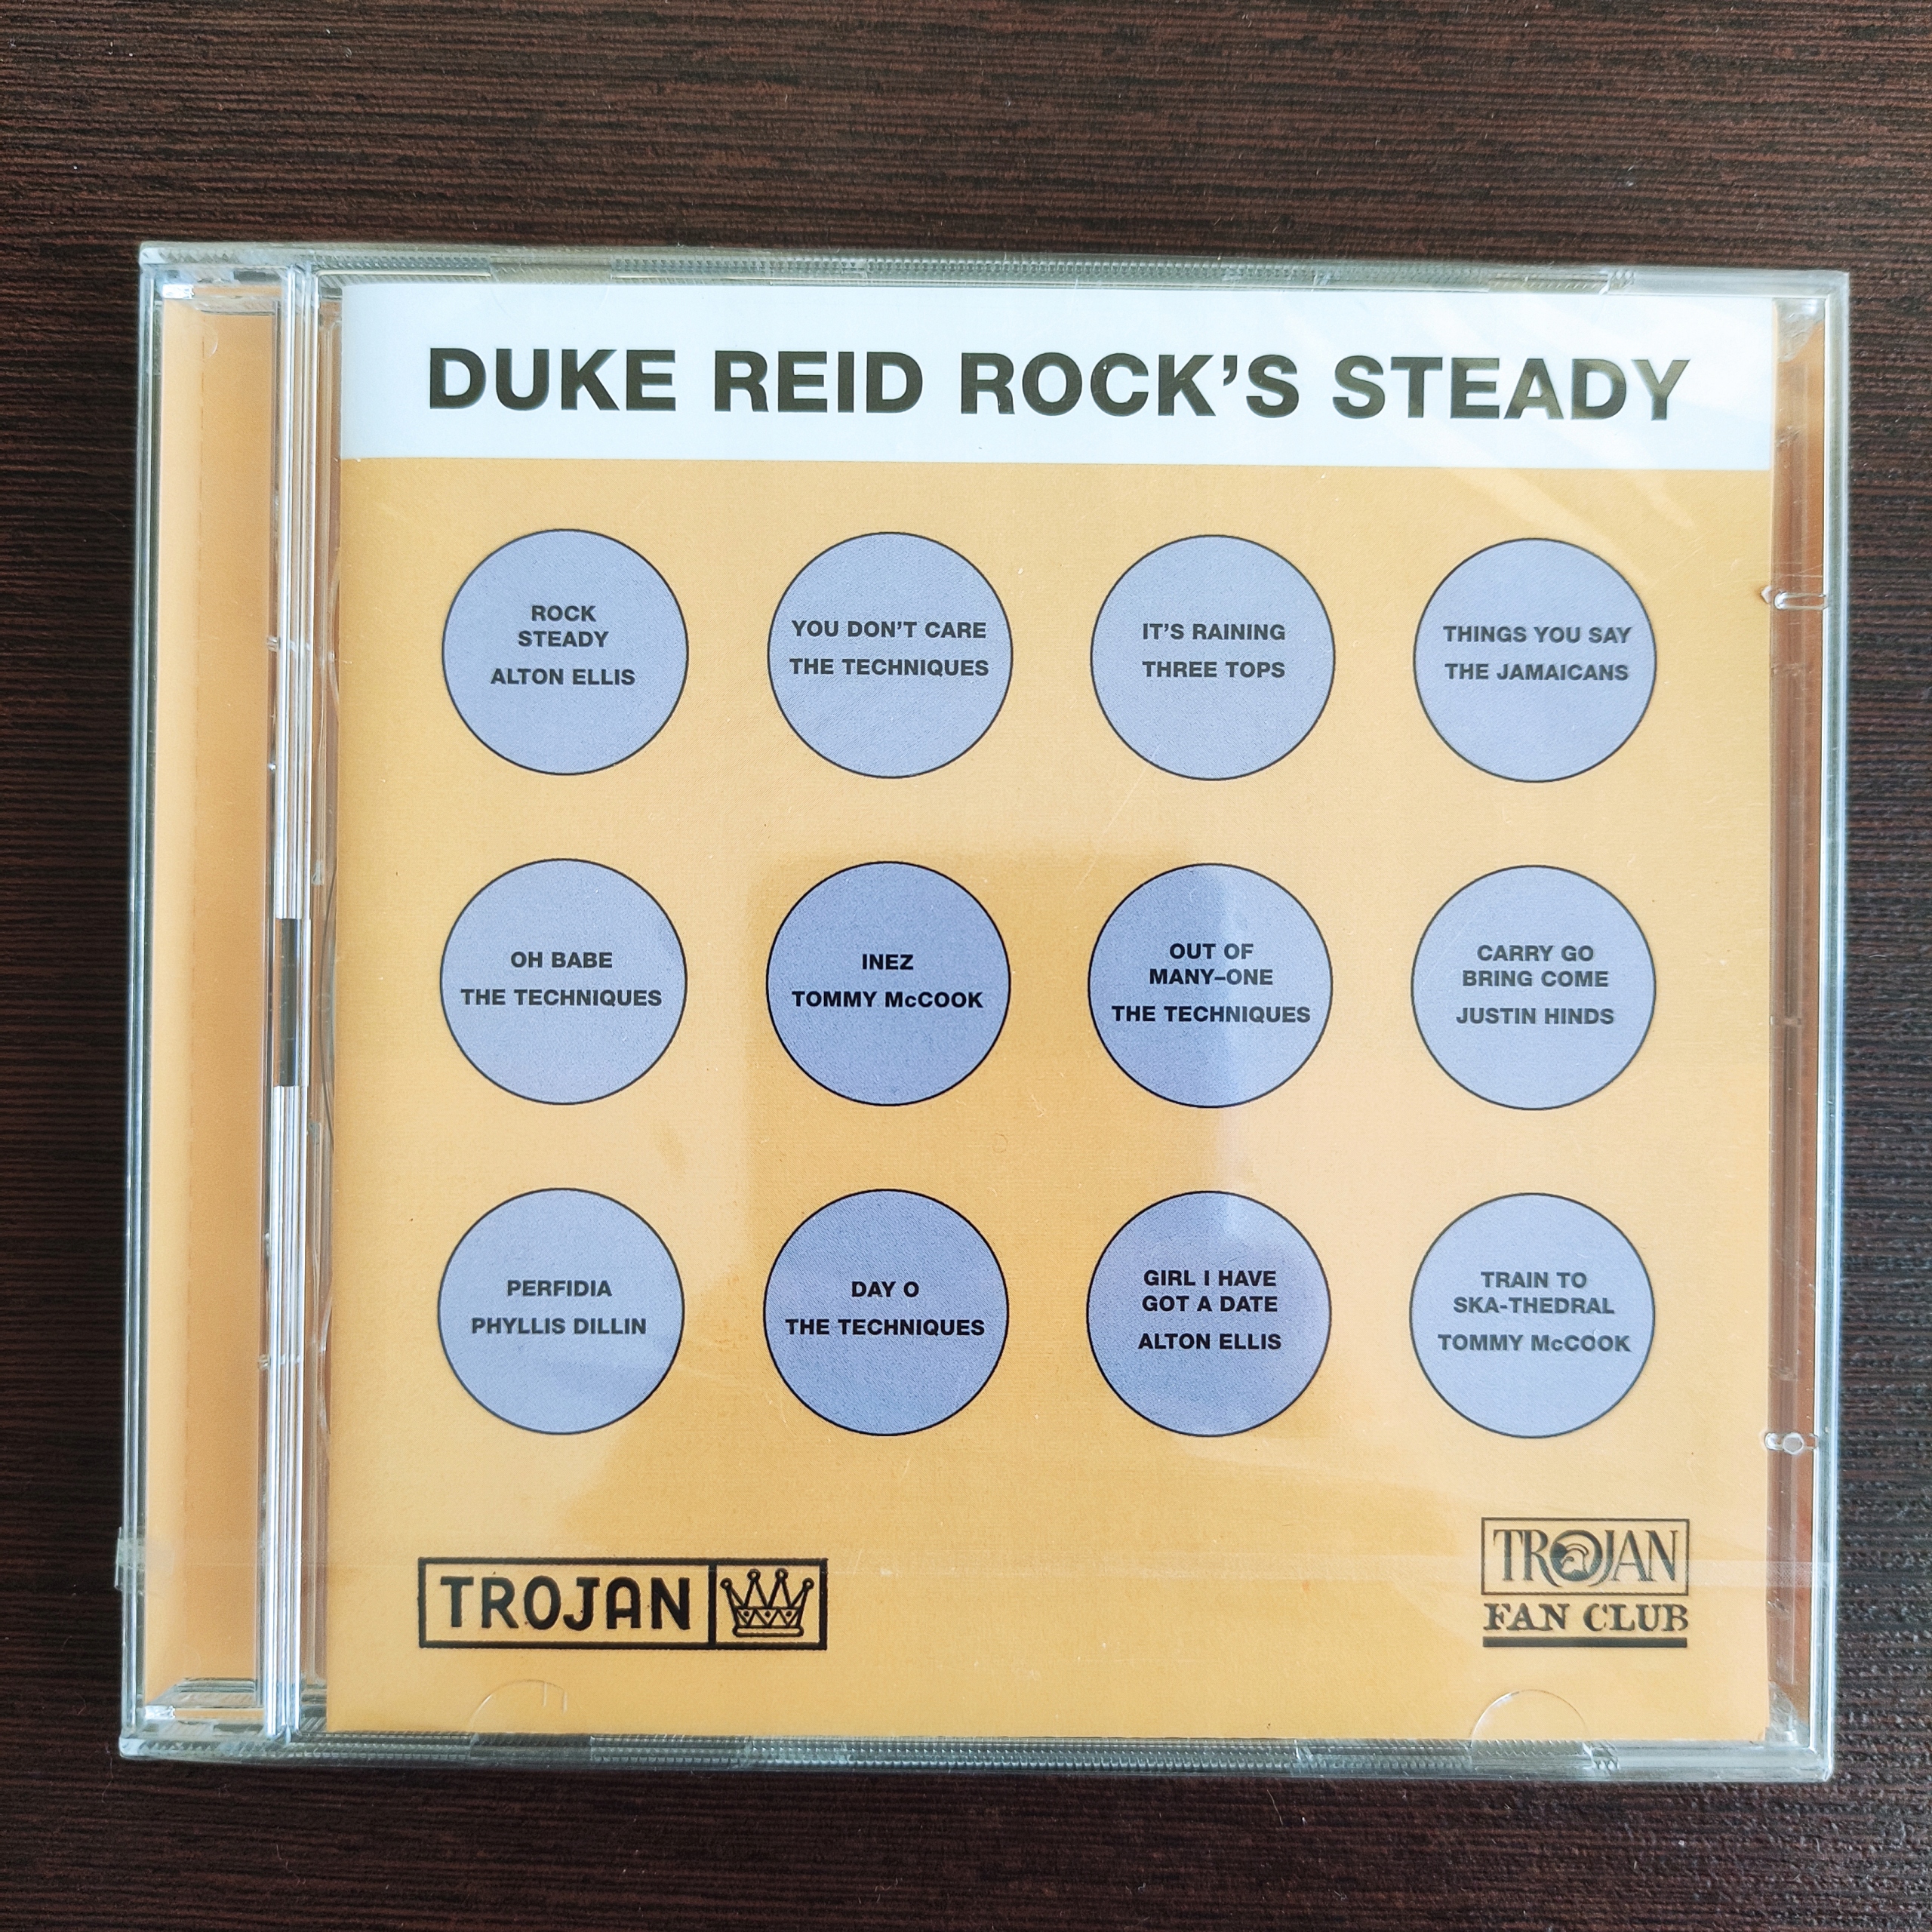 DUKE REID ROCK'S STEADY
ROCK
STEADY
ALTON ELLIS
YOU DON'T CARE
THE TECHNIQUES
IT'S RAINING
THREE TOPS
THINGS YOU SAY
THE JAMAICANS
OH BABE
THE TECHNIQUES
INEZ
TOMMY McCOOK
OUT OF
MANY–ONE
THE TECHNIQUES
CARRY GO
BRING COME
JUSTIN HINDS
PERFIDIA
PHYLLIS DILLIN
DAY O
THE TECHNIQUES
GIRL I HAVE
GOT A DATE
ALTON ELLIS
TRAIN TO
SKA-THEDRAL
TOMMY McCOOK
TROJAN
TROJAN
FAN CLUB